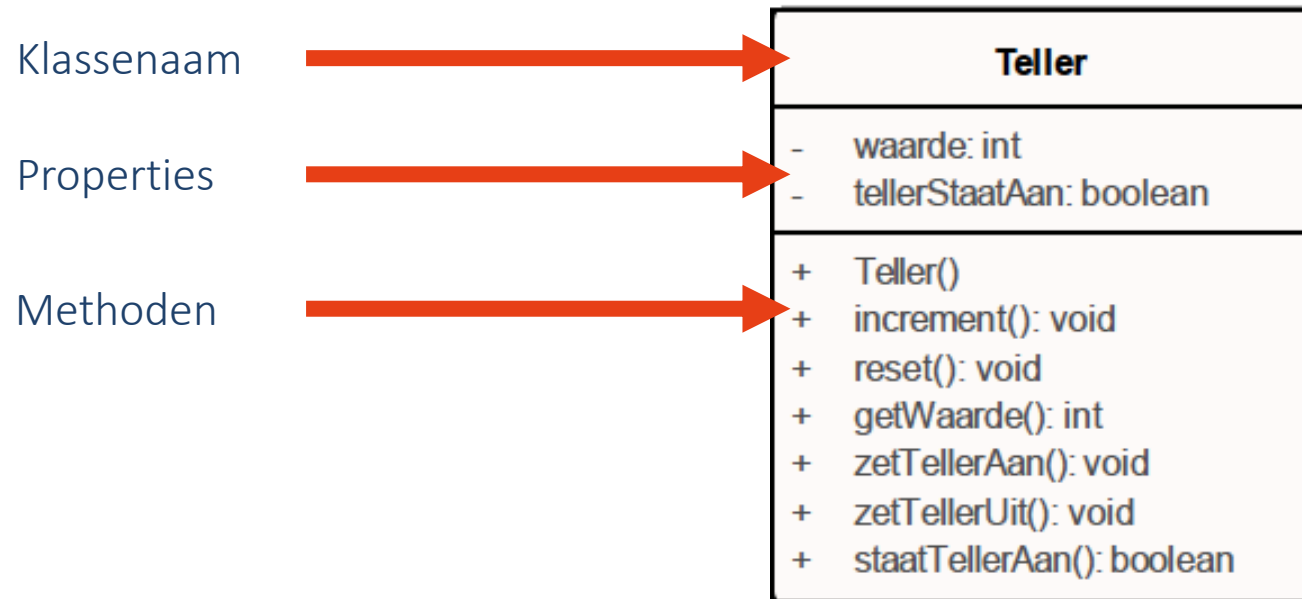 Klassenaam
Teller
Properties
- waarde: int
- tellerStaatAan: boolean
Methoden
+ Teller()
+ increment(): void
+ reset(): void
+ getWaarde(): int
+ zetTellerAan(): void
+ zetTellerUit(): void
+ staatTellerAan(): boolean